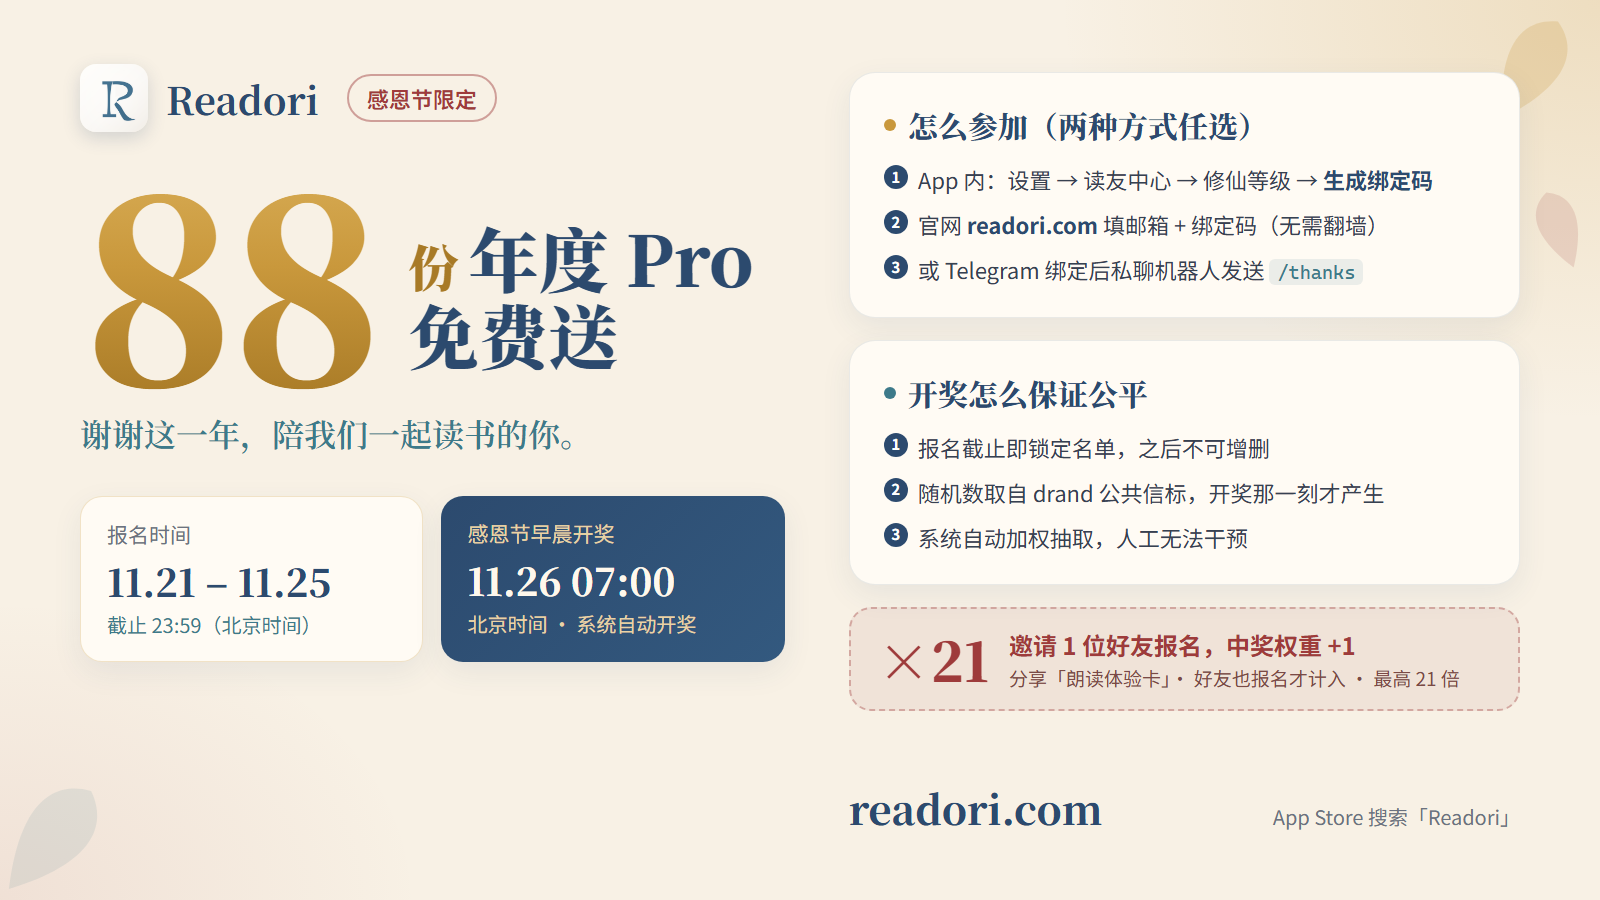 Readori
感恩节限定
88
份年度 Pro
免费送
谢谢这一年，陪我们一起读书的你。
报名时间
11.21 – 11.25
截止 23:59（北京时间）
感恩节早晨开奖
11.26 07:00
北京时间 · 系统自动开奖
怎么参加（两种方式任选）
1 App 内：设置 → 读友中心 → 修仙等级 → 生成绑定码
2 官网 readori.com 填邮箱 + 绑定码（无需翻墙）
3 或 Telegram 绑定后私聊机器人发送 /thanks
开奖怎么保证公平
1 报名截止即锁定名单，之后不可增删
2 随机数取自 drand 公共信标，开奖那一刻才产生
3 系统自动加权抽取，人工无法干预
×21
邀请 1 位好友报名，中奖权重 +1
分享「朗读体验卡」· 好友也报名才计入 · 最高 21 倍
readori.com
App Store 搜索「Readori」